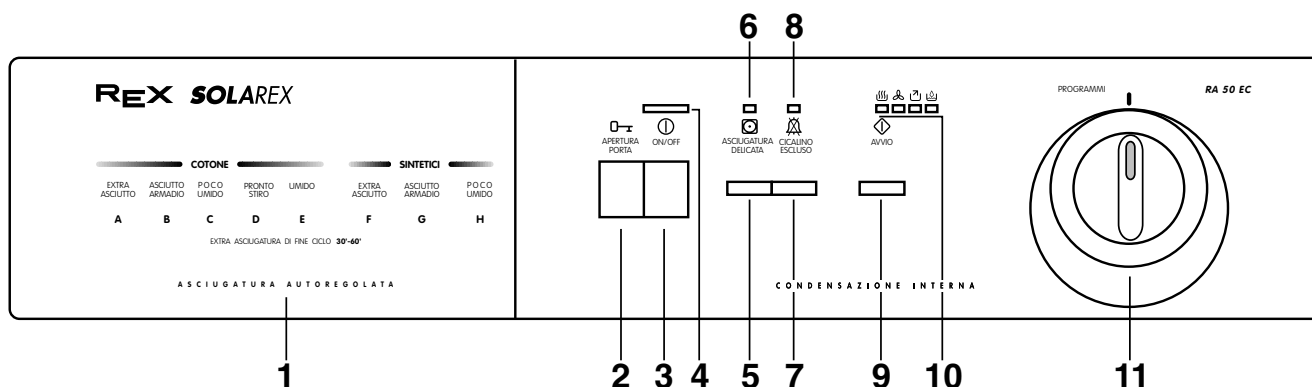 6 8
REX SOLAREX
PROGRAMMI
RA 50 EC
APERTURA
PORTA
ON/OFF
ASCIUGATURA
DELICATA
CICALINO
ESCLUSO
AVVIO
COTONE
SINTETICI
EXTRA
ASCIUTTO
ASCIUTTO
ARMADIO
POCO
UMIDO
PRONTO
STIRO
UMIDO
EXTRA
ASCIUTTO
ASCIUTTO
ARMADIO
POCO
UMIDO
A B C D E F G H
EXTRA ASCIUGATURA DI FINE CICLO 30'-60'
ASCIUGATURA AUTOREGOLATA
CONDENSAZIONE INTERNA
1 2 3 4 5 7 9 10 11